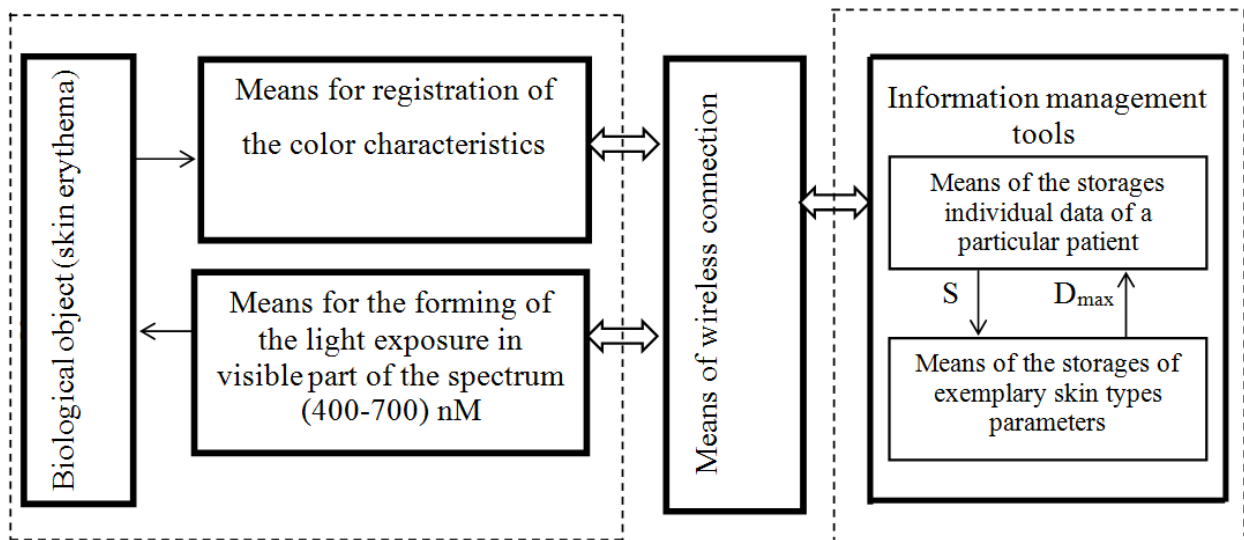 Biological object (skin erythema)
Means for registration of
the color characteristics
Means for the forming of
the light exposure in
visible part of the spectrum
(400-700) nM
Means of wireless connection
Information management
tools
Means of the storages
individual data of a
particular patient
S
Dmax
Means of the storages of
exemplary skin types
parameters